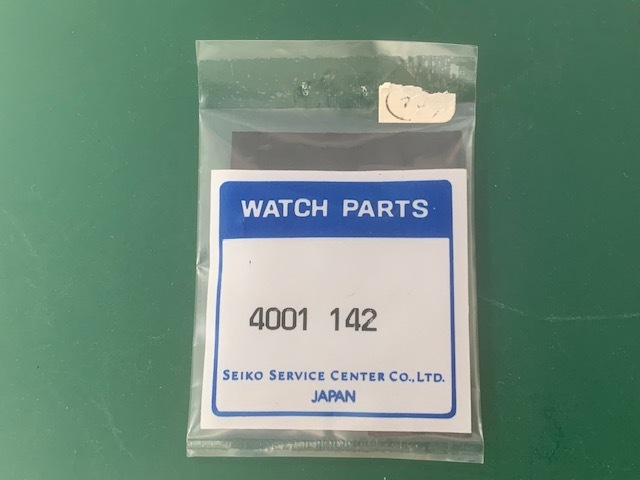 WATCH PARTS
4001 142
SEIKO SERVICE CENTER CO.,LTD.
JAPAN